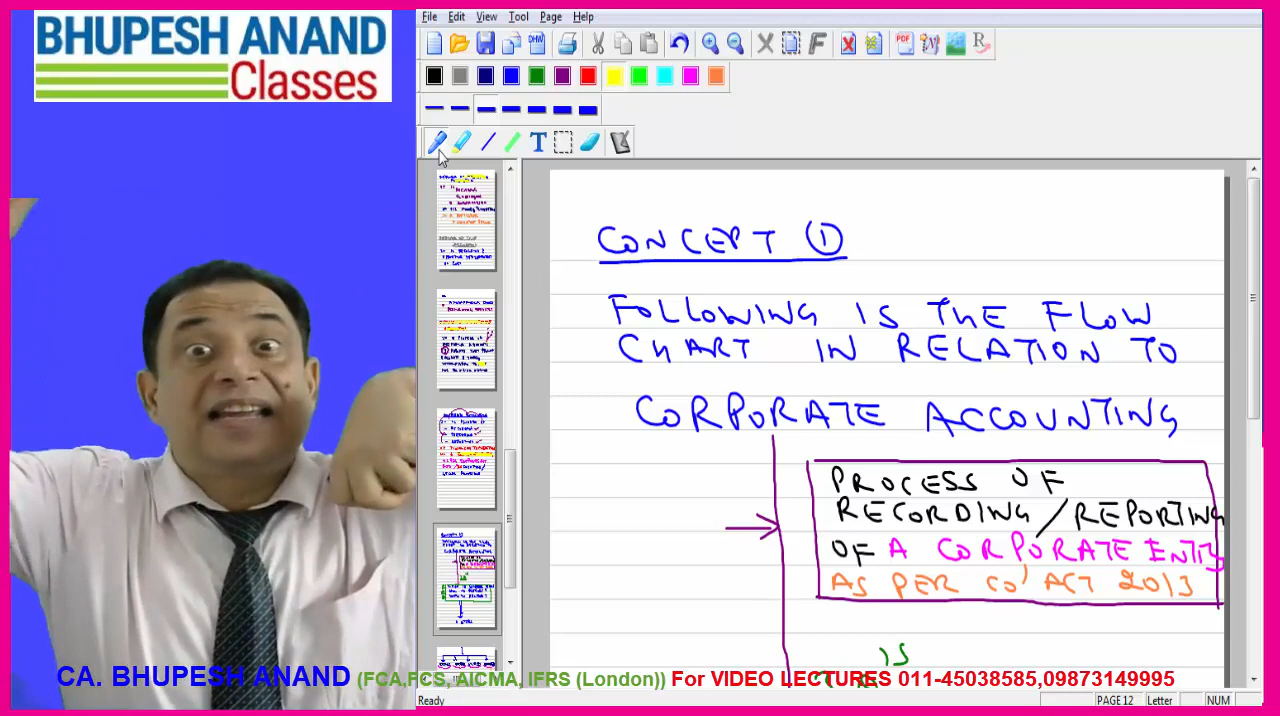 BHUPESH ANAND
Classes
File Edit View Tool Page Help
CONCEPT ①
FOLLOWING IS THE FLOW
CHART IN RELATION TO
CORPORATE ACCOUNTING
PROCESS OF
RECORDING/REPORTING
OF A CORPORATE ENTITY
AS PER CO' ACT 2013
IS
CA. BHUPESH ANAND (FCA,FCS, AICMA, IFRS (London)) For VIDEO LECTURES 011-45038585,09873149995
Ready PAGE 12 Letter NUM